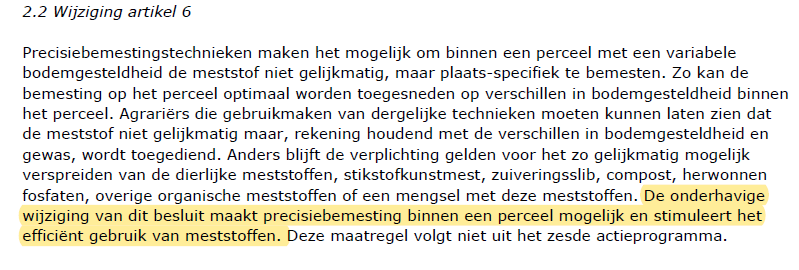 2.2 Wijziging artikel 6
Precisiebemestingstechnieken maken het mogelijk om binnen een perceel met een variabele
bodemgesteldheid de meststof niet gelijkmatig, maar plaats-specifiek te bemesten. Zo kan de
bemesting op het perceel optimaal worden toegesneden op verschillen in bodemgesteldheid binnen
het perceel. Agrariërs die gebruikmaken van dergelijke technieken moeten kunnen laten zien dat
de meststof niet gelijkmatig maar, rekening houdend met de verschillen in bodemgesteldheid en
gewas, wordt toegediend. Anders blijft de verplichting gelden voor het zo gelijkmatig mogelijk
verspreiden van de dierlijke meststoffen, stikstofkunstmest, zuiveringsslib, compost, herwonnen
fosfaten, overige organische meststoffen of een mengsel met deze meststoffen. De onderhavige
wijziging van dit besluit maakt precisiebemesting binnen een perceel mogelijk en stimuleert het
efficiënt gebruik van meststoffen. Deze maatregel volgt niet uit het zesde actieprogramma.